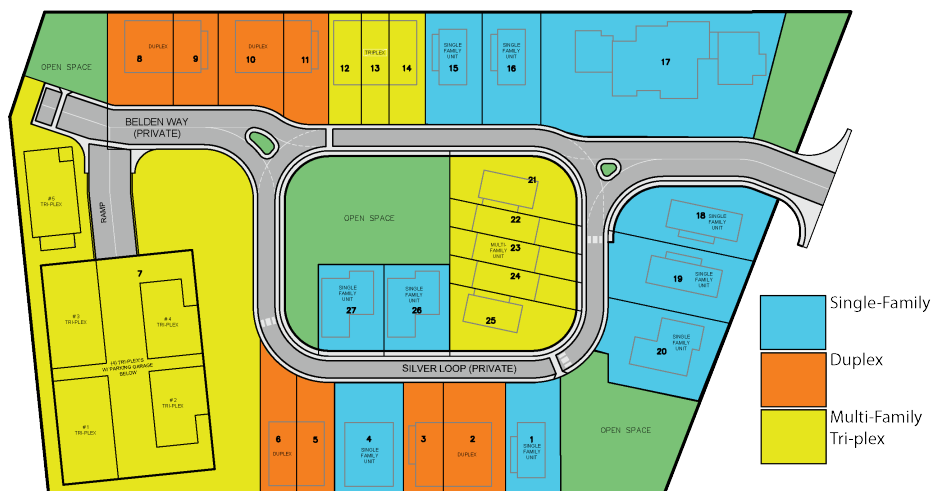 DUPLEX
8
9
DUPLEX
10
11
TRIPLEX
12
13
14
SINGLE
FAMILY
UNIT
15
SINGLE
FAMILY
UNIT
16
17
OPEN SPACE
BELDEN WAY
(PRIVATE)
#5
TRI-PLEX
RAMP
OPEN SPACE
21
22
MULTI-
FAMILY
UNIT
23
24
25
18
SINGLE
FAMILY
UNIT
19
SINGLE
FAMILY
UNIT
20
SINGLE
FAMILY
UNIT
7
#3
TRI-PLEX
#4
TRI-PLEX
(4) TRI-PLEX'S
W/ PARKING GARAGE
BELOW
#1
TRI-PLEX
#2
TRI-PLEX
SINGLE
FAMILY
UNIT
27
SINGLE
FAMILY
UNIT
26
SILVER LOOP (PRIVATE)
6
5
DUPLEX
4
SINGLE
FAMILY
UNIT
3
2
DUPLEX
1
SINGLE
FAMILY
UNIT
OPEN SPACE
Single-Family
Duplex
Multi-Family
Tri-plex